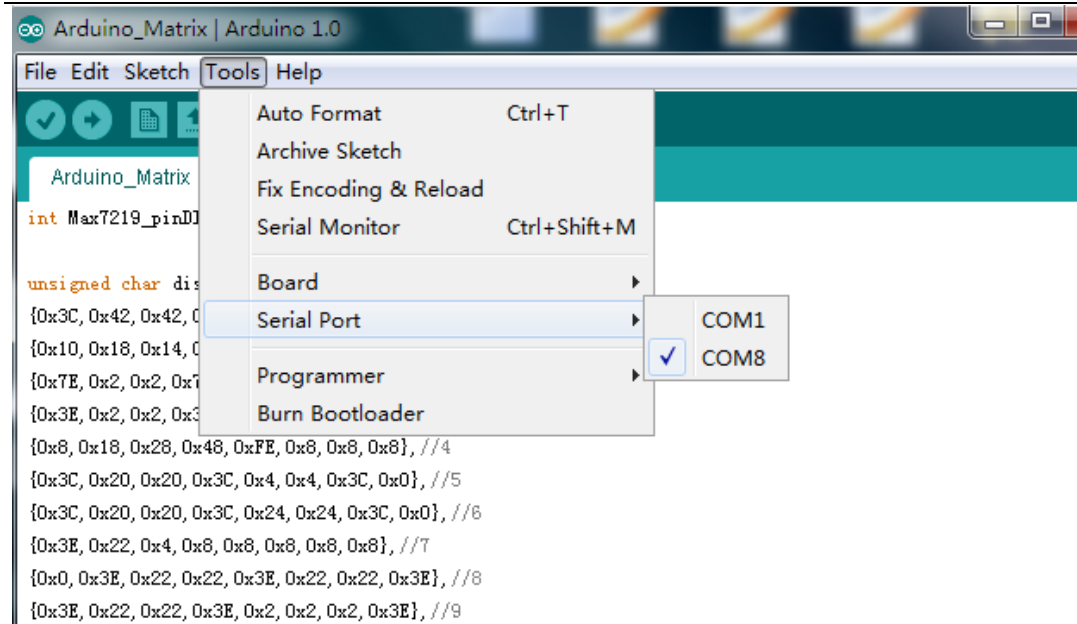 Arduino_Matrix | Arduino 1.0
File Edit Sketch Tools Help
Auto Format Ctrl+T
Archive Sketch
Fix Encoding & Reload
Serial Monitor Ctrl+Shift+M
Board
Serial Port
COM1
COM8
Programmer
Burn Bootloader
Arduino_Matrix
int Max7219_pinDI
unsigned char dis
{0x3C, 0x42, 0x42, 0
{0x10, 0x18, 0x14, 0
{0x7E, 0x2, 0x2, 0x7
{0x3E, 0x2, 0x2, 0x3
{0x8, 0x18, 0x28, 0x48, 0xFE, 0x8, 0x8, 0x8}, //4
{0x3C, 0x20, 0x20, 0x3C, 0x4, 0x4, 0x3C, 0x0}, //5
{0x3C, 0x20, 0x20, 0x3C, 0x24, 0x24, 0x3C, 0x0}, //6
{0x3E, 0x22, 0x4, 0x8, 0x8, 0x8, 0x8, 0x8}, //7
{0x0, 0x3E, 0x22, 0x22, 0x3E, 0x22, 0x22, 0x3E}, //8
{0x3E, 0x22, 0x22, 0x3E, 0x2, 0x2, 0x2, 0x3E}, //9